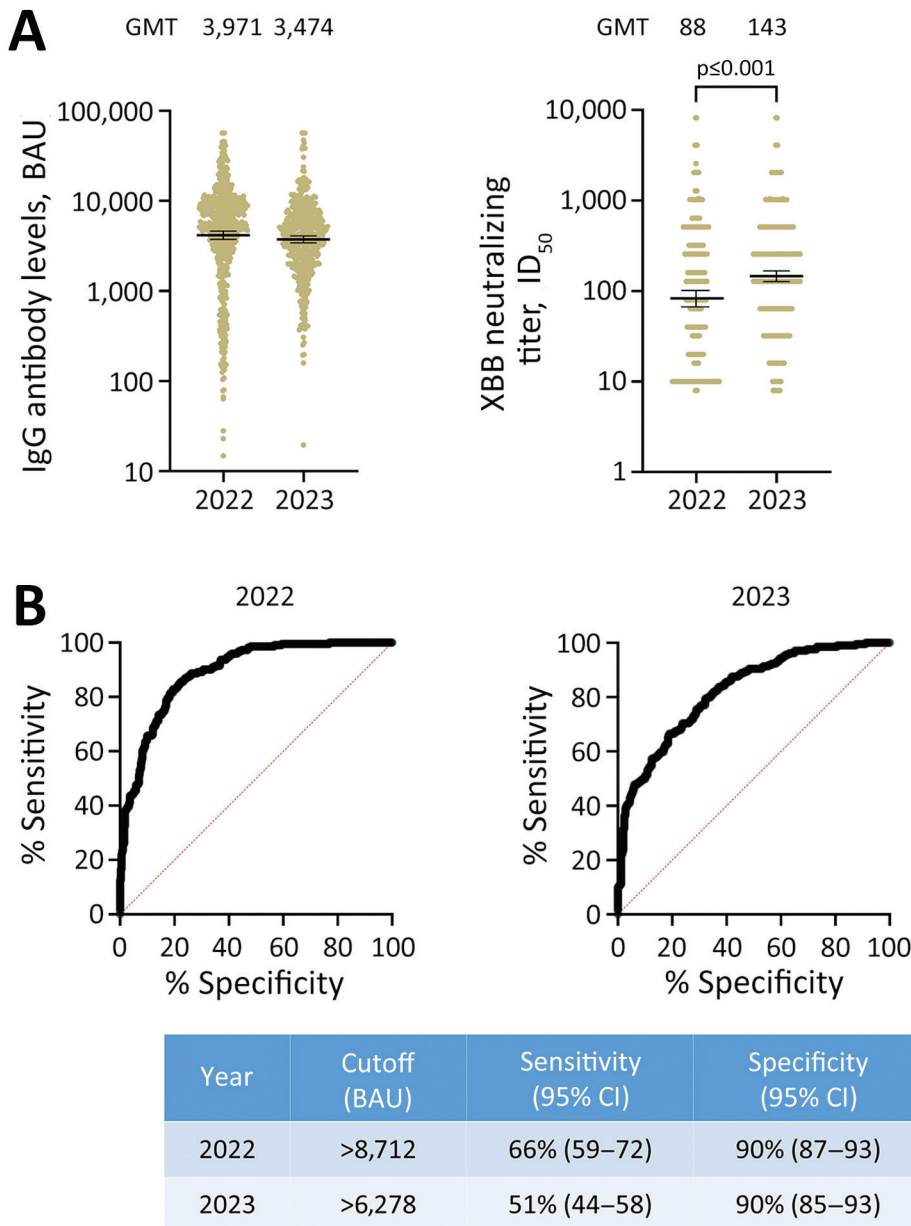 A
GMT 3,971 3,474
IgG antibody levels, BAU
100,000
10,000
1,000
100
10
2022 2023
GMT 88 143
p≤0.001
XBB neutralizing
titer, ID50
10,000
1,000
100
10
1
2022 2023
B
2022
% Sensitivity
100
80
60
40
20
0
0 20 40 60 80 100
% Specificity
2023
% Sensitivity
100
80
60
40
20
0
0 20 40 60 80 100
% Specificity
Year Cutoff (BAU) Sensitivity (95% CI) Specificity (95% CI)
2022 >8,712 66% (59–72) 90% (87–93)
2023 >6,278 51% (44–58) 90% (85–93)